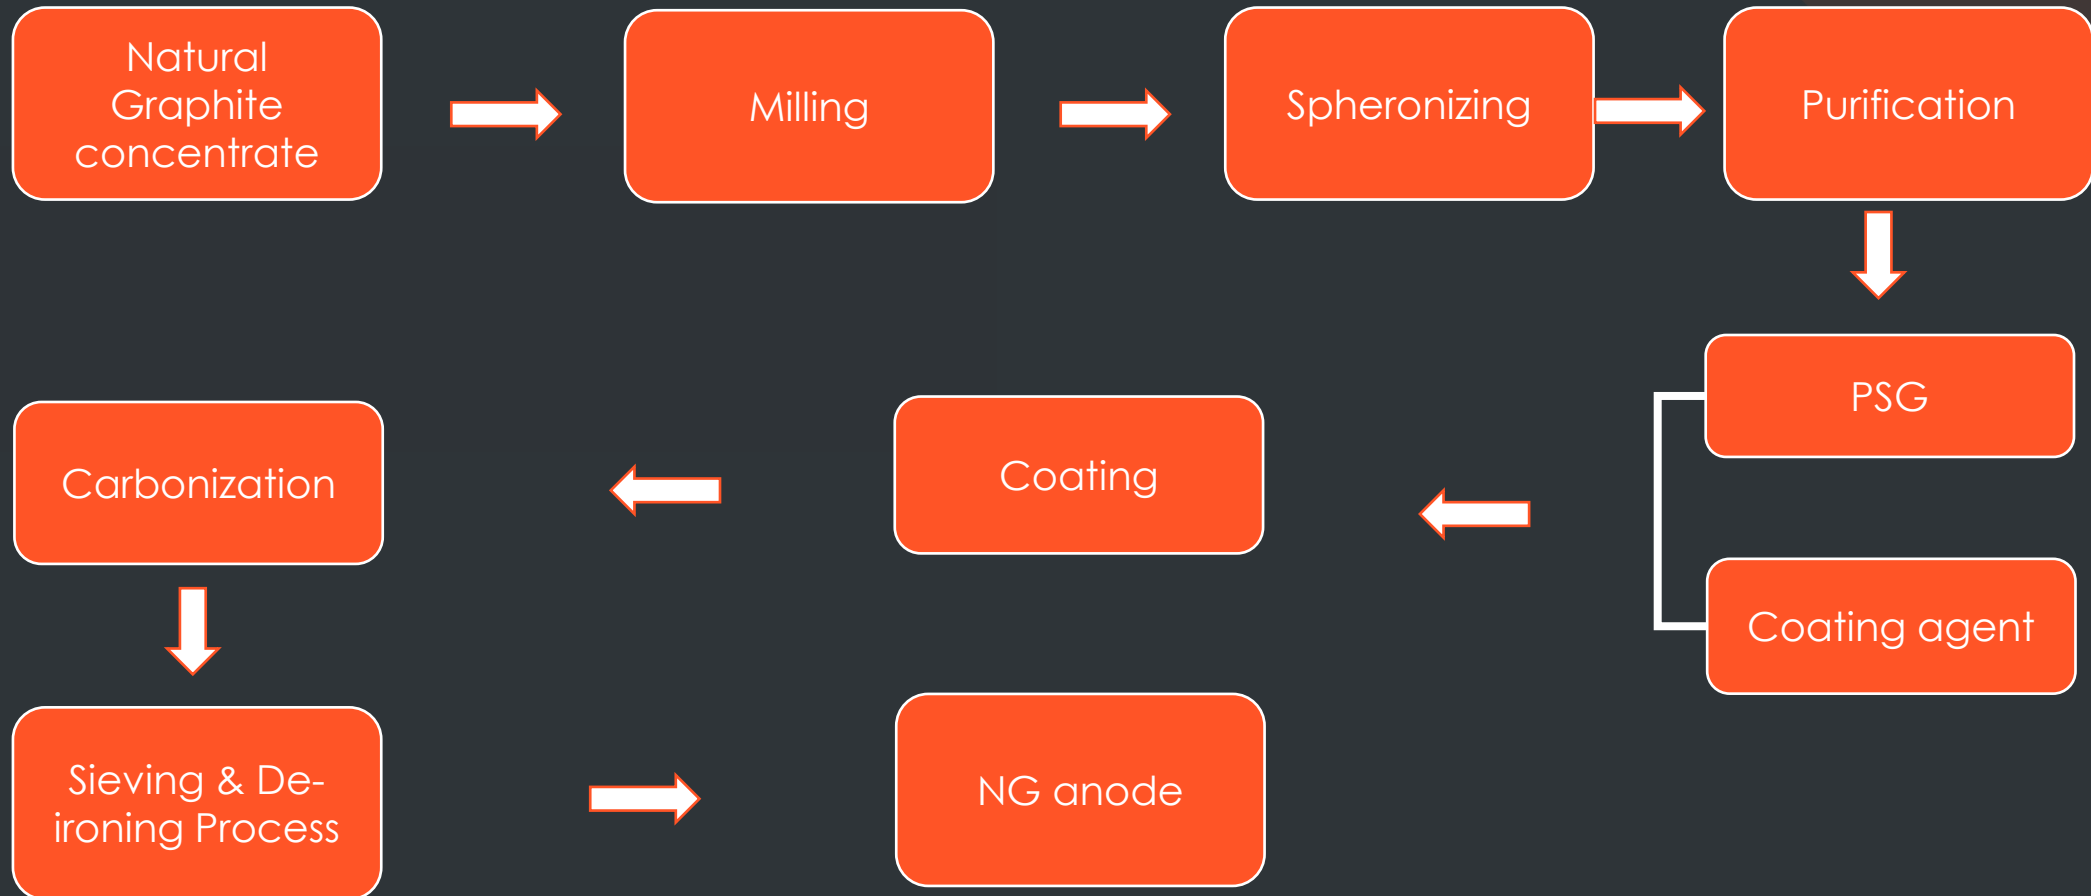 Natural
Graphite
concentrate
Milling
Spheronizing
Purification
PSG
Coating agent
Coating
Carbonization
Sieving & De-
ironing Process
NG anode